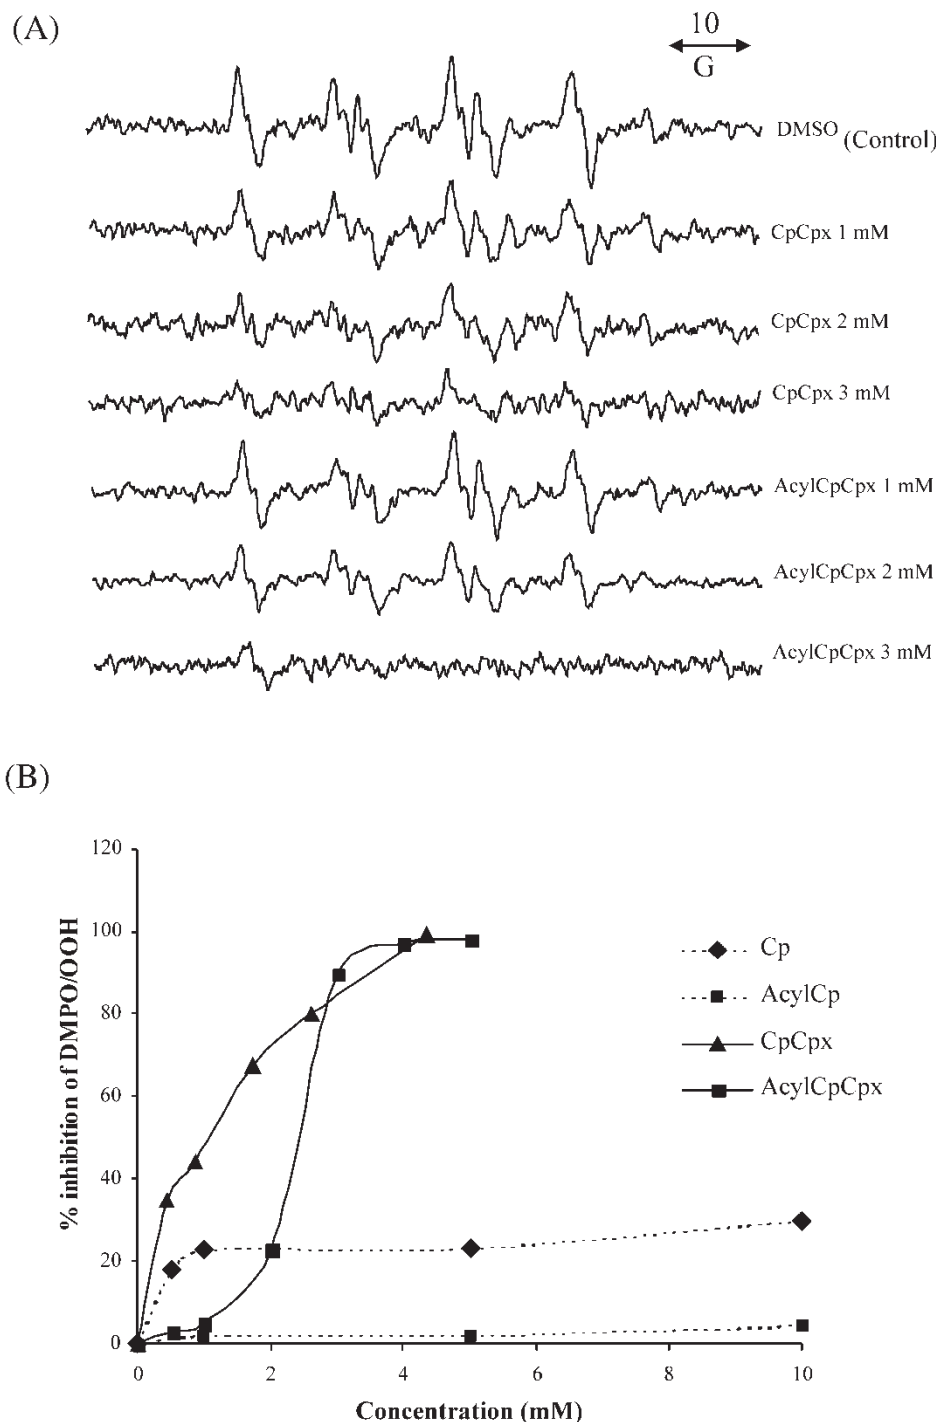 (A)
10
G
DMSO (Control)
CpCpx 1 mM
CpCpx 2 mM
CpCpx 3 mM
AcylCpCpx 1 mM
AcylCpCpx 2 mM
AcylCpCpx 3 mM
(B)
120
100
80
60
40
20
0
% inhibition of DMPO/OOH
Cp
AcylCp
CpCpx
AcylCpCpx
0 2 4 6 8 10
Concentration (mM)